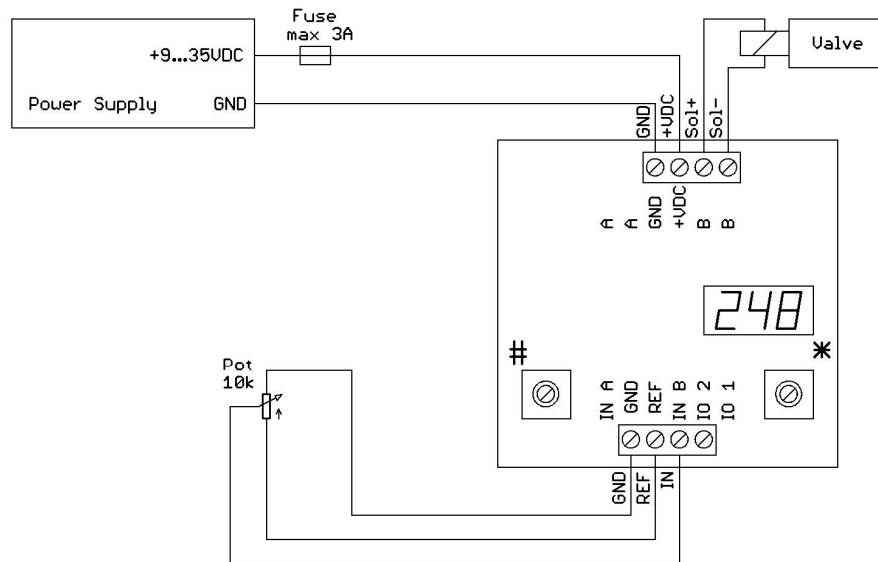 Fuse
max 3A
+9...35VDC
Power Supply
GND
Valve
GND
+VDC
Sol+
Sol-
A
A
GND
+VDC
B
B
248
#
*
Pot
10k
IN A
GND
REF
IN B
IO 2
IO 1
GND
REF
IN